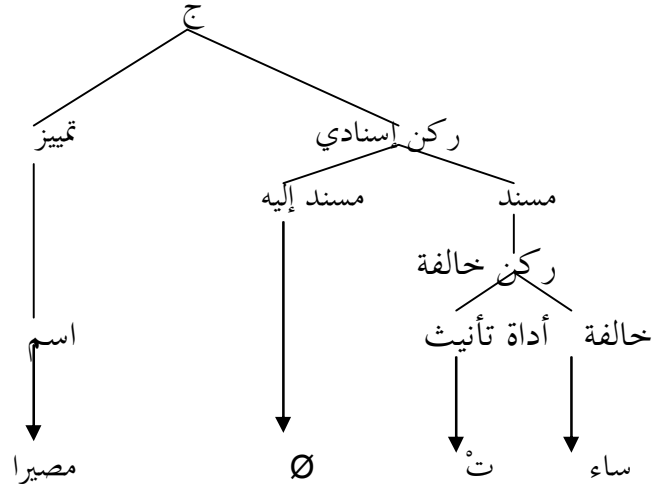 ج
ركن إسنادي تمييز
مسند مسند إليه
ركن خالفة
خالفة أداة تأنيث اسم
ساء تْ Ø مصيرا